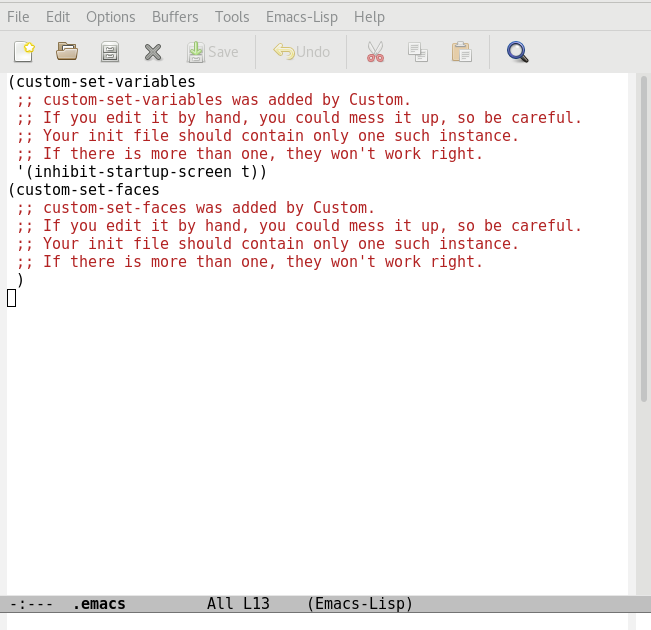 File Edit Options Buffers Tools Emacs-Lisp Help
Save Undo
(custom-set-variables
 ;; custom-set-variables was added by Custom.
 ;; If you edit it by hand, you could mess it up, so be careful.
 ;; Your init file should contain only one such instance.
 ;; If there is more than one, they won't work right.
 '(inhibit-startup-screen t))
(custom-set-faces
 ;; custom-set-faces was added by Custom.
 ;; If you edit it by hand, you could mess it up, so be careful.
 ;; Your init file should contain only one such instance.
 ;; If there is more than one, they won't work right.
 )
-:---  .emacs         All L13    (Emacs-Lisp)